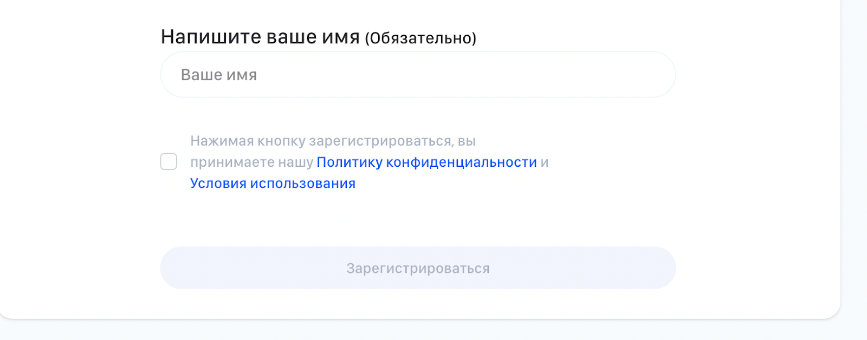 Напишите ваше имя (Обязательно)
Ваше имя
Нажимая кнопку зарегистрироваться, вы
принимаете нашу Политику конфиденциальности и
Условия использования
Зарегистрироваться